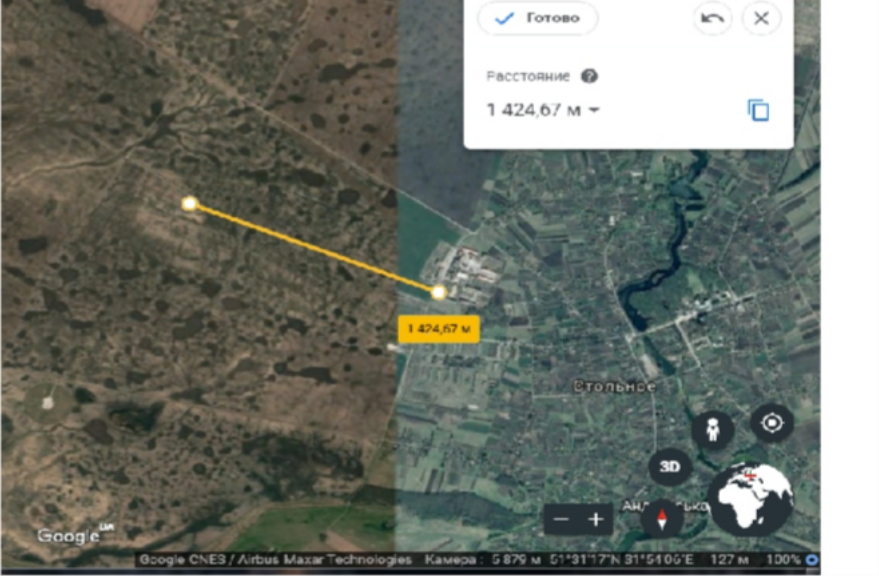 Готово
Расстояние ?
1 424,67 м
1 424,67 м
Стольное
3D
Google
Google CNES / Airbus Maxar Technologies Камера : 5 879 м 51°31'17"N 31°54'06"E 127 м 100%